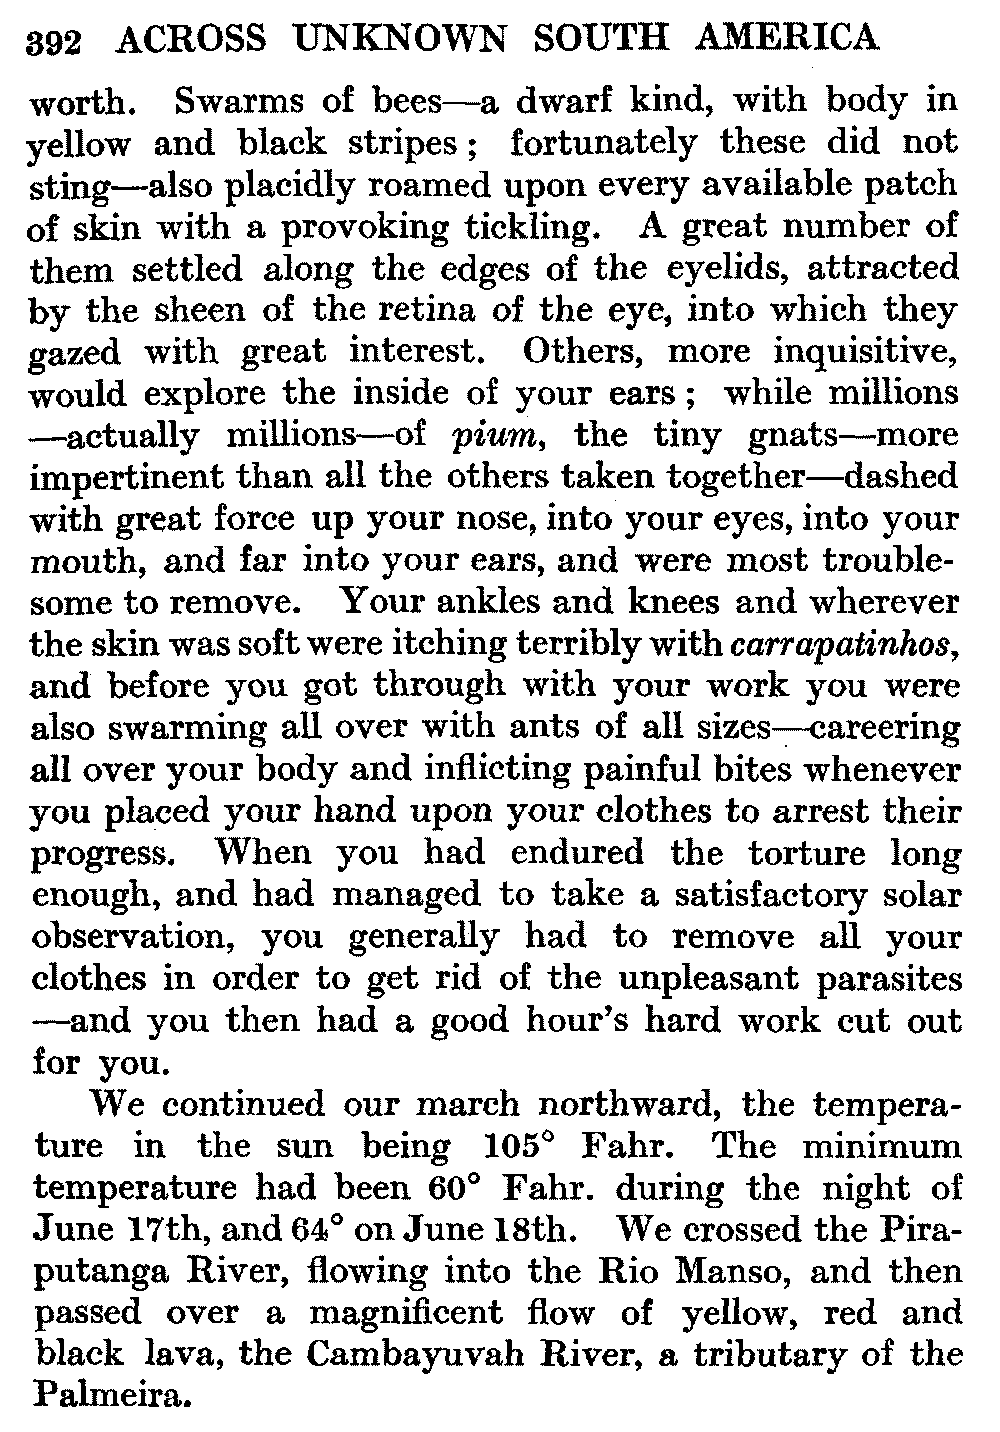 392 ACROSS UNKNOWN SOUTH AMERICA
worth. Swarms of bees—a dwarf kind, with body in
yellow and black stripes ; fortunately these did not
sting—also placidly roamed upon every available patch
of skin with a provoking tickling. A great number of
them settled along the edges of the eyelids, attracted
by the sheen of the retina of the eye, into which they
gazed with great interest. Others, more inquisitive,
would explore the inside of your ears ; while millions
—actually millions—of pium, the tiny gnats—more
impertinent than all the others taken together—dashed
with great force up your nose, into your eyes, into your
mouth, and far into your ears, and were most trouble-
some to remove. Your ankles and knees and wherever
the skin was soft were itching terribly with carrapatinhos,
and before you got through with your work you were
also swarming all over with ants of all sizes—careering
all over your body and inflicting painful bites whenever
you placed your hand upon your clothes to arrest their
progress. When you had endured the torture long
enough, and had managed to take a satisfactory solar
observation, you generally had to remove all your
clothes in order to get rid of the unpleasant parasites
—and you then had a good hour's hard work cut out
for you.
We continued our march northward, the tempera-
ture in the sun being 105° Fahr. The minimum
temperature had been 60° Fahr. during the night of
June 17th, and 64° on June 18th. We crossed the Pira-
putanga River, flowing into the Rio Manso, and then
passed over a magnificent flow of yellow, red and
black lava, the Cambayuvah River, a tributary of the
Palmeira.